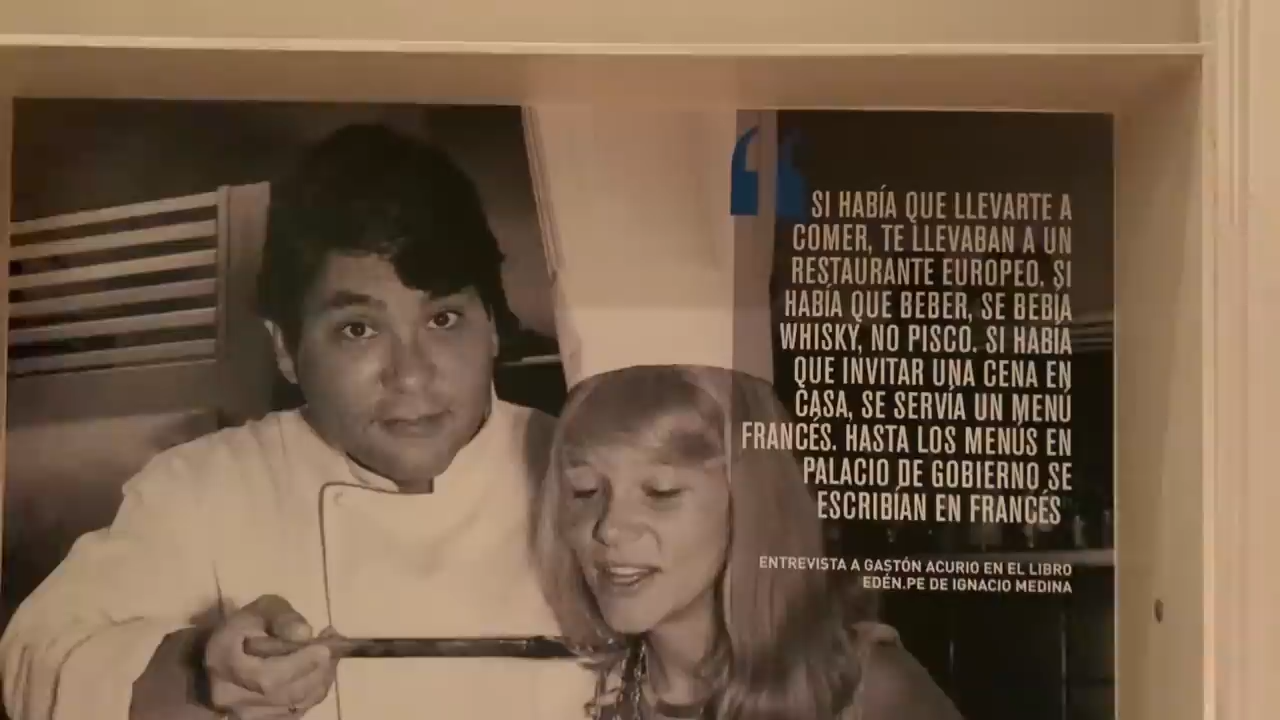 “
SI HABÍA QUE LLEVARTE A
COMER, TE LLEVABAN A UN
RESTAURANTE EUROPEO. SI
HABÍA QUE BEBER, SE BEBÍA
WHISKY, NO PISCO. SI HABÍA
QUE INVITAR UNA CENA EN
CASA, SE SERVÍA UN MENÚ
FRANCÉS. HASTA LOS MENÚS EN
PALACIO DE GOBIERNO SE
ESCRIBÍAN EN FRANCÉS
ENTREVISTA A GASTÓN ACURIO EN EL LIBRO
EDÉN.PE DE IGNACIO MEDINA